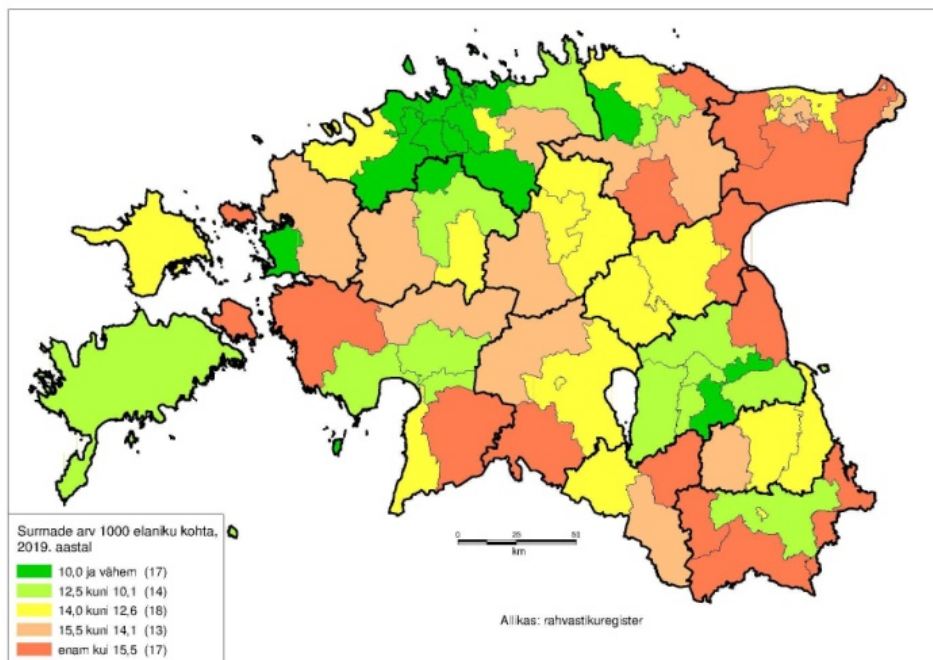 Surmade arv 1000 elaniku kohta,
2019. aastal
10,0 ja vähem (17)
12,5 kuni 10,1 (14)
14,0 kuni 12,6 (18)
15,5 kuni 14,1 (13)
enam kui 15,5 (17)
0 25 50
km
Allikas: rahvastikuregister